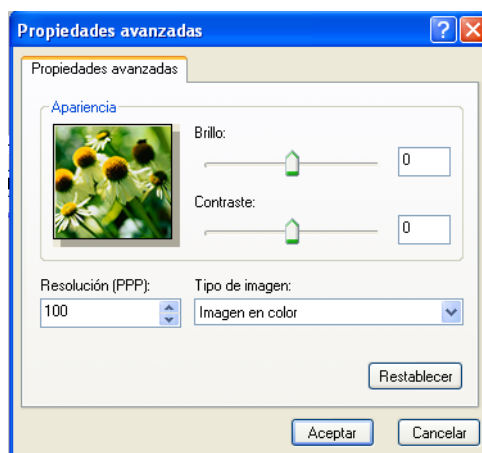 Propiedades avanzadas
Propiedades avanzadas
Apariencia
Brillo:
0
Contraste:
0
Resolución (PPP):
Tipo de imagen:
100
Imagen en color
Restablecer
Aceptar
Cancelar